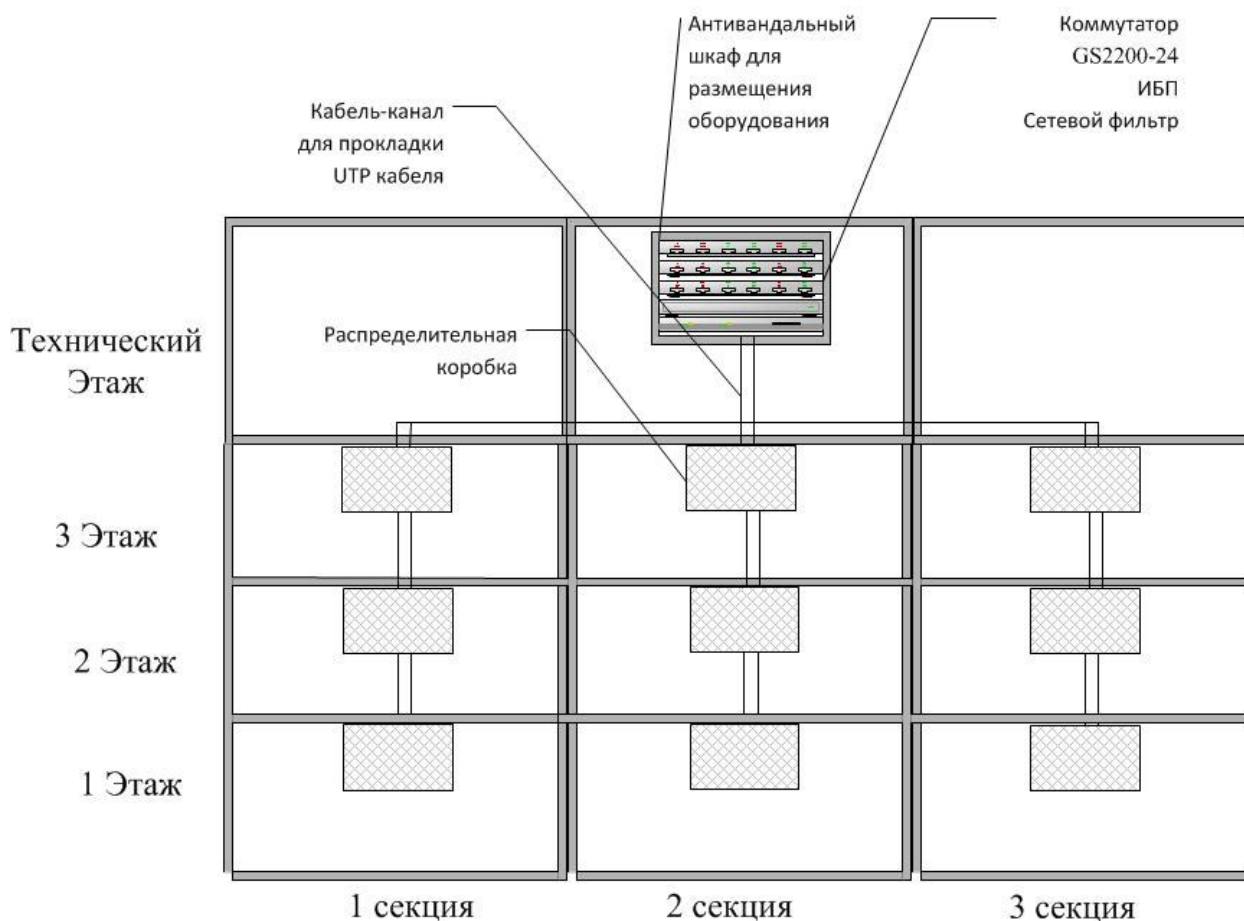 Антивандальный
шкаф для
размещения
оборудования
Коммутатор
GS2200-24
ИБП
Сетевой фильтр
Кабель-канал
для прокладки
UTP кабеля
Распределительная
коробка
Технический
Этаж
3 Этаж
2 Этаж
1 Этаж
1 секция
2 секция
3 секция